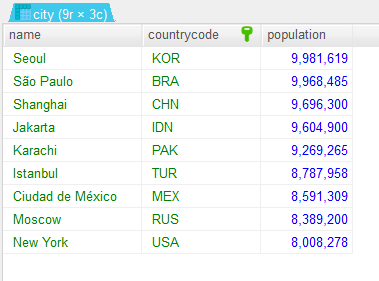 city (9r × 3c)
name countrycode population
Seoul KOR 9,981,619
São Paulo BRA 9,968,485
Shanghai CHN 9,696,300
Jakarta IDN 9,604,900
Karachi PAK 9,269,265
Istanbul TUR 8,787,958
Ciudad de México MEX 8,591,309
Moscow RUS 8,389,200
New York USA 8,008,278